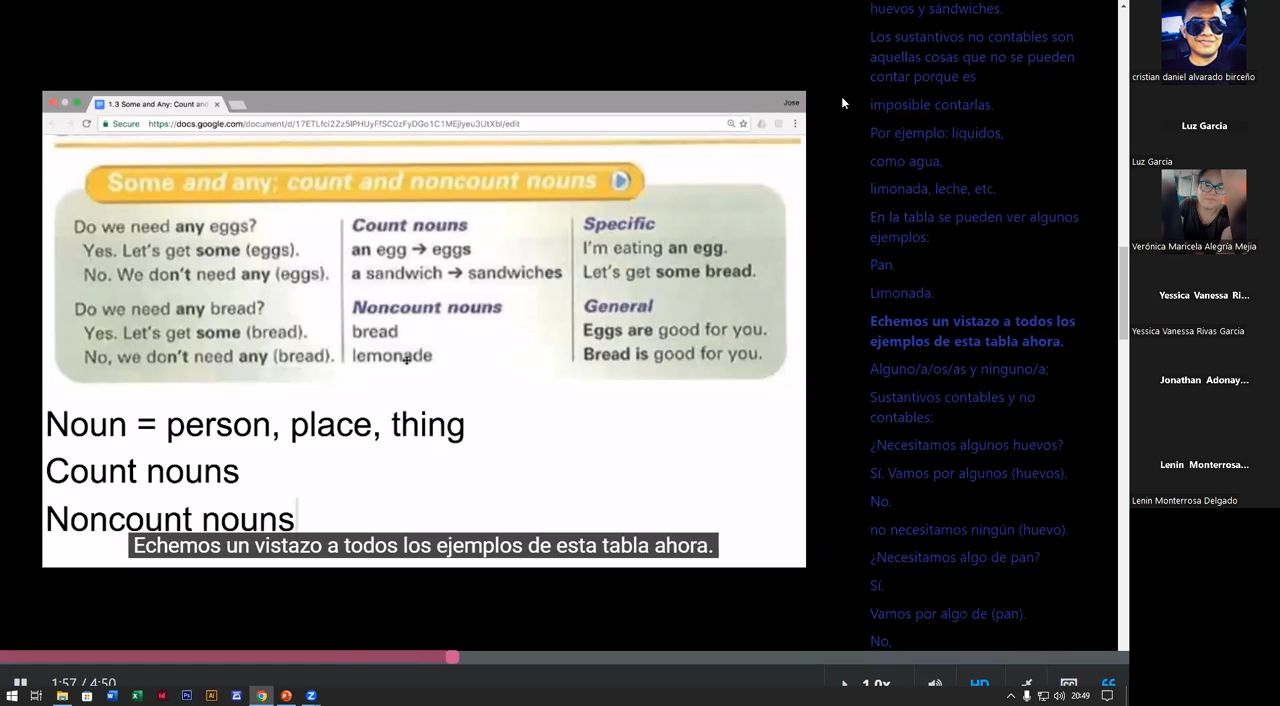 1.3 Some and Any: Count and
Jose
Secure
https://docs.google.com/document/d/17ETLfci2Zz5lPHUyFfSC0zFyDGo1C1MEjlyeu3UtXbI/edit
Some and any; count and noncount nouns
Do we need any eggs?
Yes. Let's get some (eggs).
No. We don't need any (eggs).
Do we need any bread?
Yes. Let's get some (bread).
No, we don't need any (bread).
Count nouns
an egg → eggs
a sandwich → sandwiches
Noncount nouns
bread
lemonade
Specific
I'm eating an egg.
Let's get some bread.
General
Eggs are good for you.
Bread is good for you.
Noun = person, place, thing
Count nouns
Noncount nouns
Echemos un vistazo a todos los ejemplos de esta tabla ahora.
huevos y sándwiches.
Los sustantivos no contables son
aquellas cosas que no se pueden
contar porque es
imposible contarlas.
Por ejemplo: líquidos,
como agua,
limonada, leche, etc.
En la tabla se pueden ver algunos
ejemplos:
Pan.
Limonada.
Echemos un vistazo a todos los
ejemplos de esta tabla ahora.
Alguno/a/os/as y ninguno/a;
Sustantivos contables y no
contables:
¿Necesitamos algunos huevos?
Sí. Vamos por algunos (huevos).
No.
no necesitamos ningún (huevo).
¿Necesitamos algo de pan?
Sí.
Vamos por algo de (pan).
No,
cristian daniel alvarado birceño
Luz Garcia
Luz Garcia
Verónica Maricela Alegría Mejia
Yessica Vanessa Ri...
Yessica Vanessa Rivas Garcia
Jonathan Adonay...
Lenin Monterrosa...
Lenin Monterrosa Delgado
1:57 / 4:50
1.0x
HD
20:49